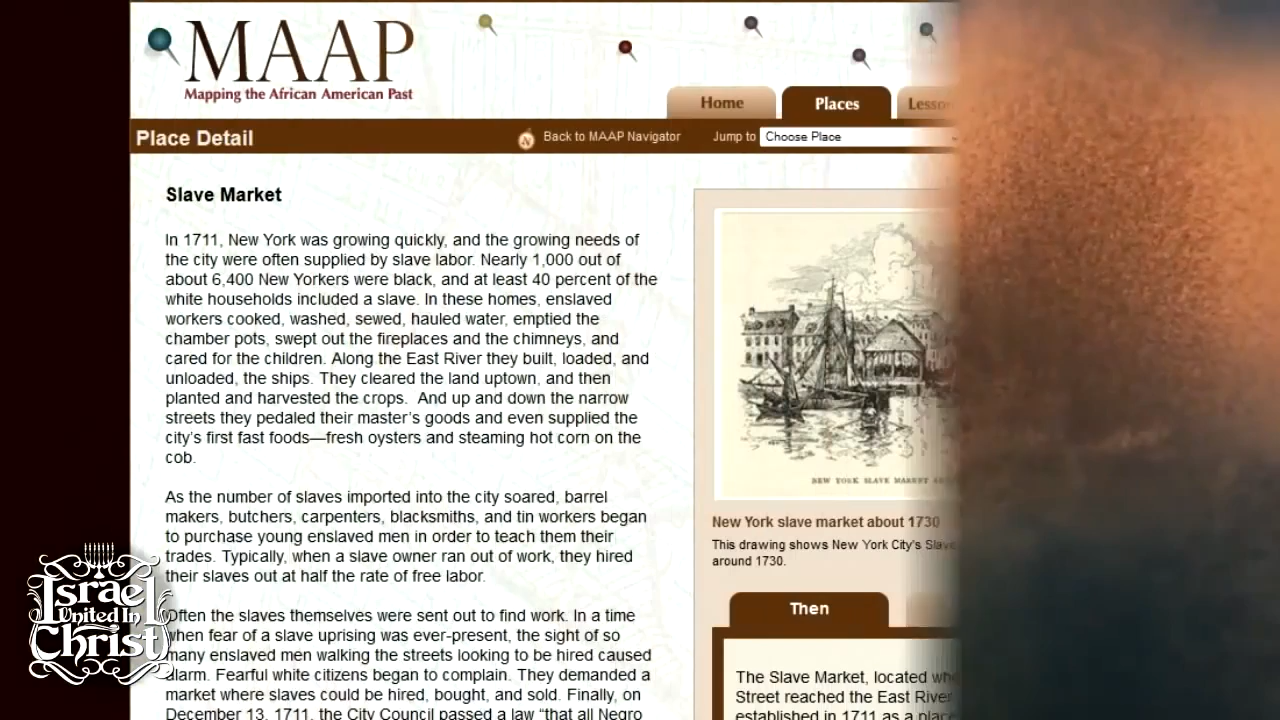 MAAP
Mapping the African American Past
Home
Places
Place Detail
Back to MAAP Navigator
Jump to
Choose Place
Slave Market
In 1711, New York was growing quickly, and the growing needs of
the city were often supplied by slave labor. Nearly 1,000 out of
about 6,400 New Yorkers were black, and at least 40 percent of the
white households included a slave. In these homes, enslaved
workers cooked, washed, sewed, hauled water, emptied the
chamber pots, swept out the fireplaces and the chimneys, and
cared for the children. Along the East River they built, loaded, and
unloaded, the ships. They cleared the land uptown, and then
planted and harvested the crops.  And up and down the narrow
streets they pedaled their master's goods and even supplied the
city's first fast foods—fresh oysters and steaming hot corn on the
cob.
As the number of slaves imported into the city soared, barrel
makers, butchers, carpenters, blacksmiths, and tin workers began
to purchase young enslaved men in order to teach them their
trades. Typically, when a slave owner ran out of work, they hired
their slaves out at half the rate of free labor.
Often the slaves themselves were sent out to find work. In a time
when fear of a slave uprising was ever-present, the sight of so
many enslaved men walking the streets looking to be hired caused
alarm. Fearful white citizens began to complain. They demanded a
market where slaves could be hired, bought, and sold. Finally, on
December 13, 1711, the City Council passed a law "that all Negro
NEW YORK SLAVE MARKET
New York slave market about 1730
This drawing shows New York City's Slave
around 1730.
Then
The Slave Market, located
Street reached the East River
established in 1711 as a place
Israel
United In
Christ